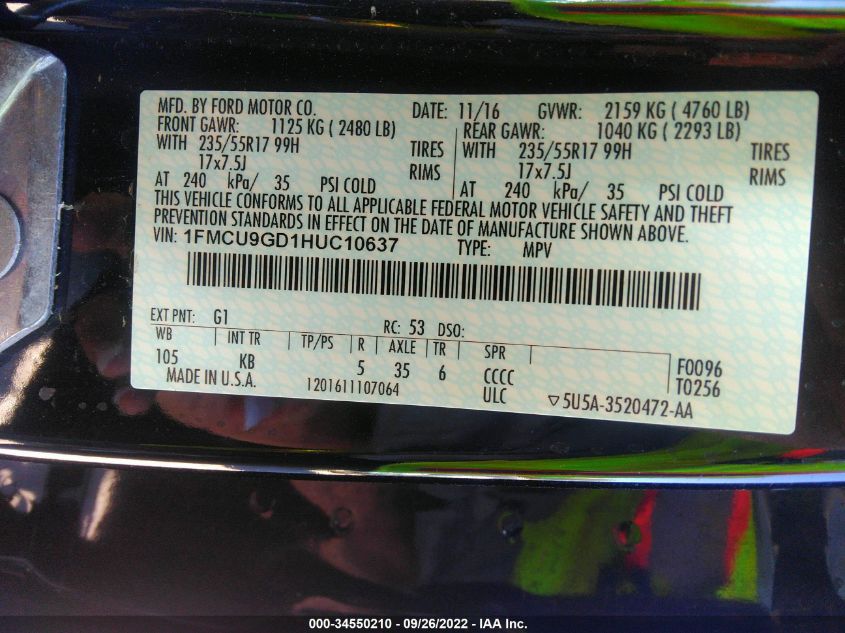 MFD. BY FORD MOTOR CO. DATE: 11/16 GVWR: 2159 KG ( 4760 LB)
FRONT GAWR: 1125 KG ( 2480 LB) REAR GAWR: 1040 KG ( 2293 LB)
WITH 235/55R17 99H TIRES WITH 235/55R17 99H TIRES
17x7.5J RIMS 17x7.5J RIMS
AT 240 kPa/ 35 PSI COLD AT 240 kPa/ 35 PSI COLD
THIS VEHICLE CONFORMS TO ALL APPLICABLE FEDERAL MOTOR VEHICLE SAFETY AND THEFT
PREVENTION STANDARDS IN EFFECT ON THE DATE OF MANUFACTURE SHOWN ABOVE.
VIN: 1FMCU9GD1HUC10637 TYPE: MPV
EXT PNT: G1 RC: 53 DSO:
WB INT TR TP/PS R AXLE TR SPR F0096
105 KB 5 35 6 CCCC T0256
MADE IN U.S.A. 1201611107064 ULC ▽5U5A-3520472-AA
000-34550210 - 09/26/2022 - IAA Inc.